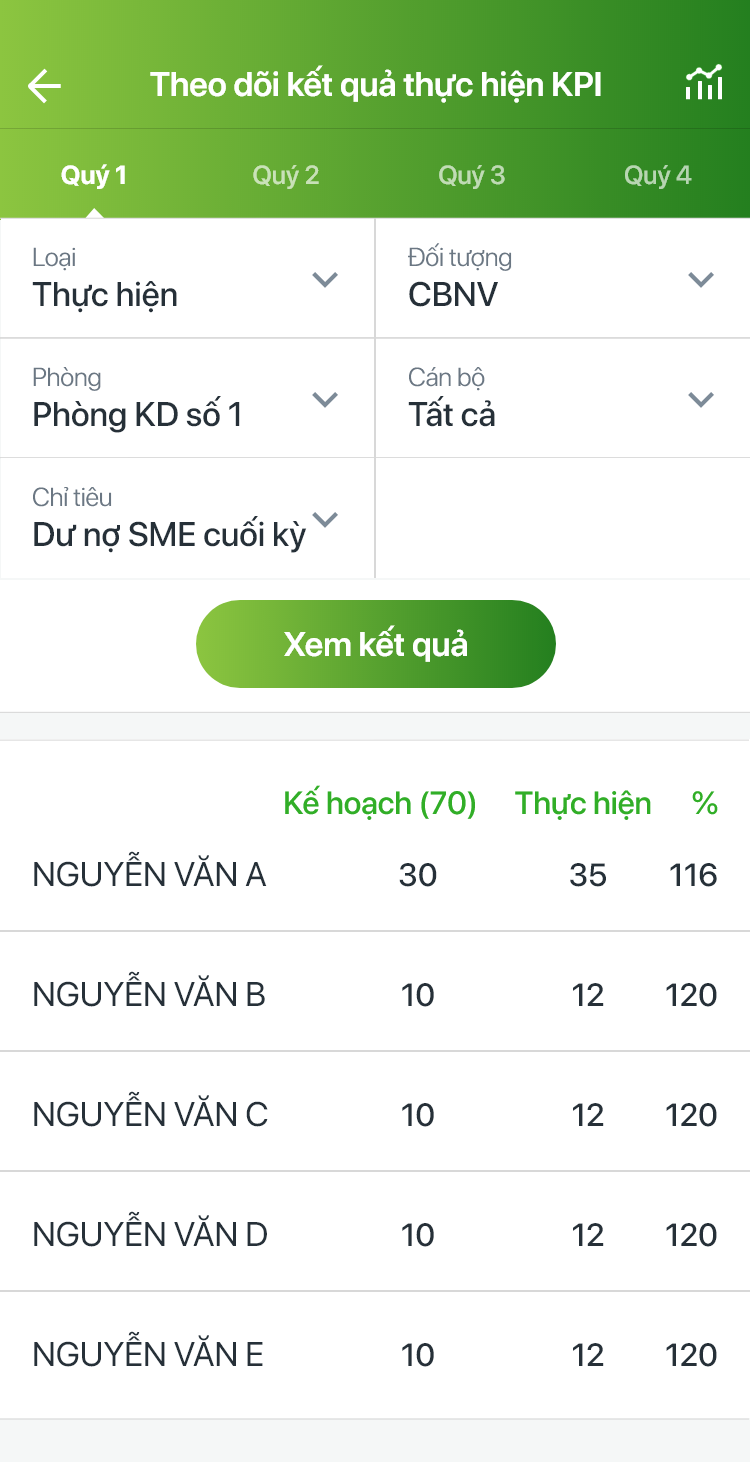 Theo dõi kết quả thực hiện KPI
Quý 1 Quý 2 Quý 3 Quý 4
Loại
Thực hiện
Đối tượng
CBNV
Phòng
Phòng KD số 1
Cán bộ
Tất cả
Chỉ tiêu
Dư nợ SME cuối kỳ
Xem kết quả
Kế hoạch (70) Thực hiện %
NGUYỄN VĂN A 30 35 116
NGUYỄN VĂN B 10 12 120
NGUYỄN VĂN C 10 12 120
NGUYỄN VĂN D 10 12 120
NGUYỄN VĂN E 10 12 120